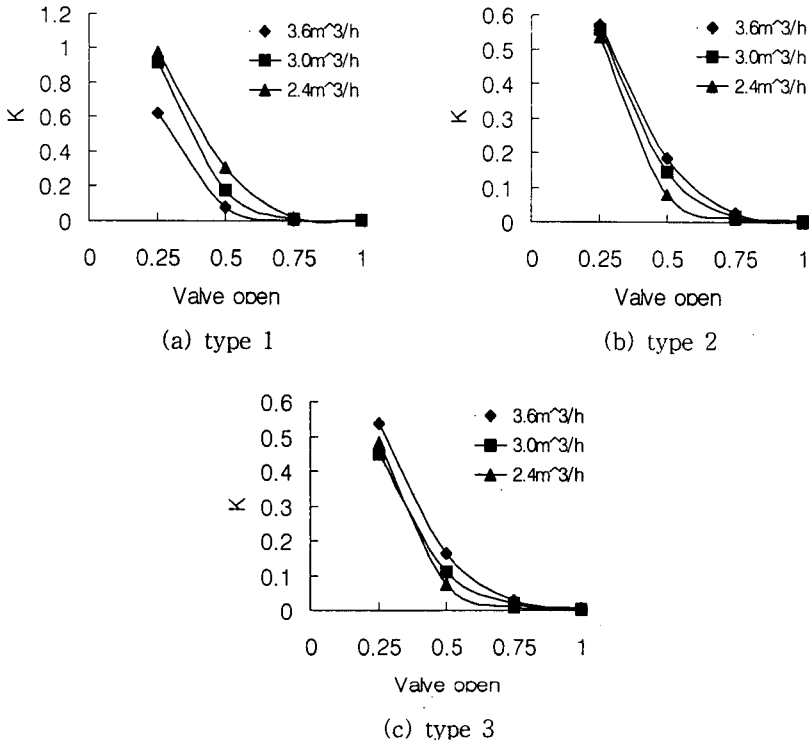 1.2
1
0.8
0.6
0.4
0.2
0
K
3.6m^3/h
3.0m^3/h
2.4m^3/h
0 0.25 0.5 0.75 1
Valve open
(a) type 1
0.6
0.5
0.4
0.3
0.2
0.1
0
K
3.6m^3/h
3.0m^3/h
2.4m^3/h
0 0.25 0.5 0.75 1
Valve open
(b) type 2
0.6
0.5
0.4
0.3
0.2
0.1
0
K
3.6m^3/h
3.0m^3/h
2.4m^3/h
0 0.25 0.5 0.75 1
Valve open
(c) type 3